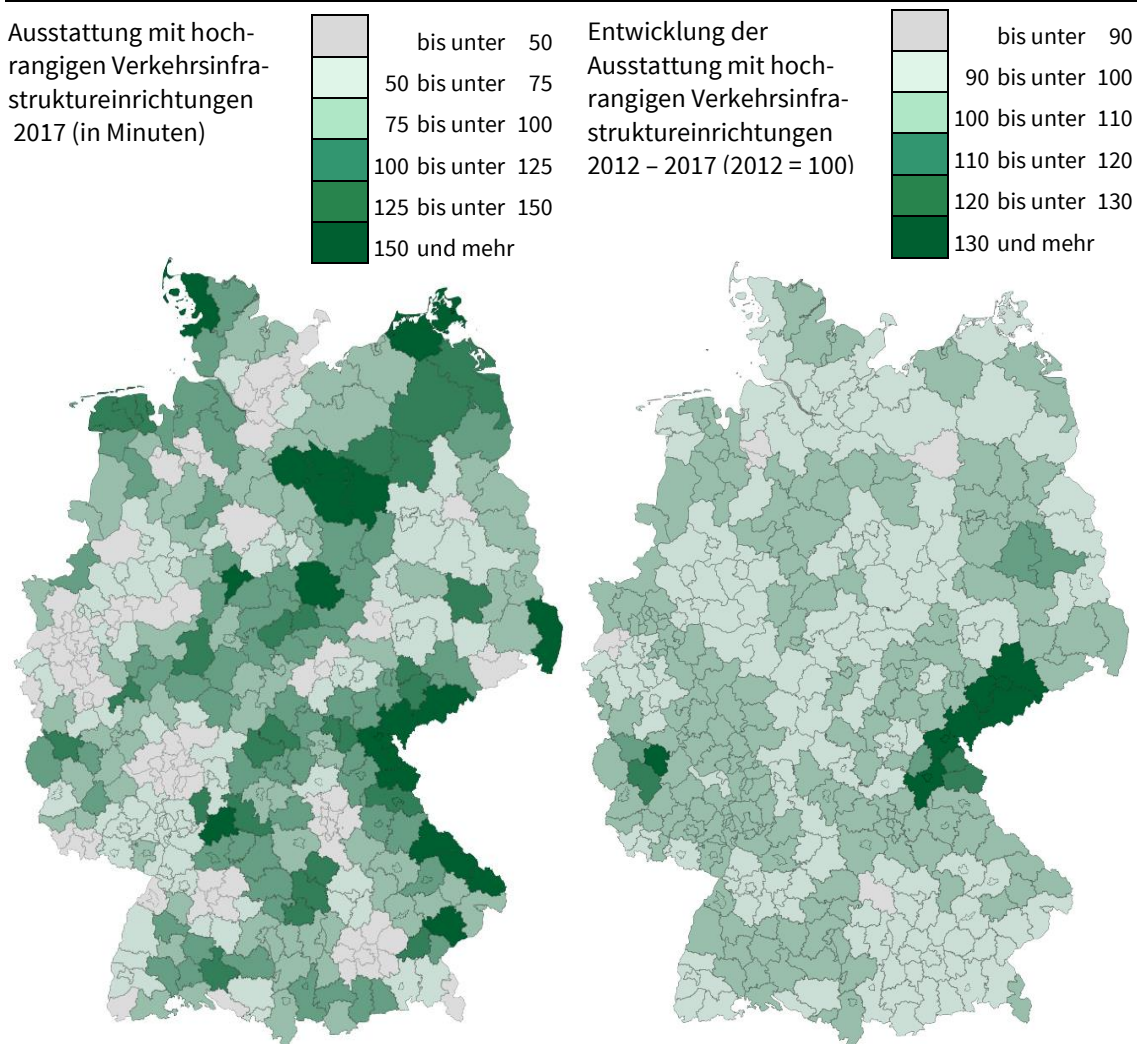 Ausstattung mit hoch-
rangigen Verkehrsinfra-
struktureinrichtungen
2017 (in Minuten)
bis unter 50
50 bis unter 75
75 bis unter 100
100 bis unter 125
125 bis unter 150
150 und mehr
Entwicklung der
Ausstattung mit hoch-
rangigen Verkehrsinfra-
struktureinrichtungen
2012 – 2017 (2012 = 100)
bis unter 90
90 bis unter 100
100 bis unter 110
110 bis unter 120
120 bis unter 130
130 und mehr